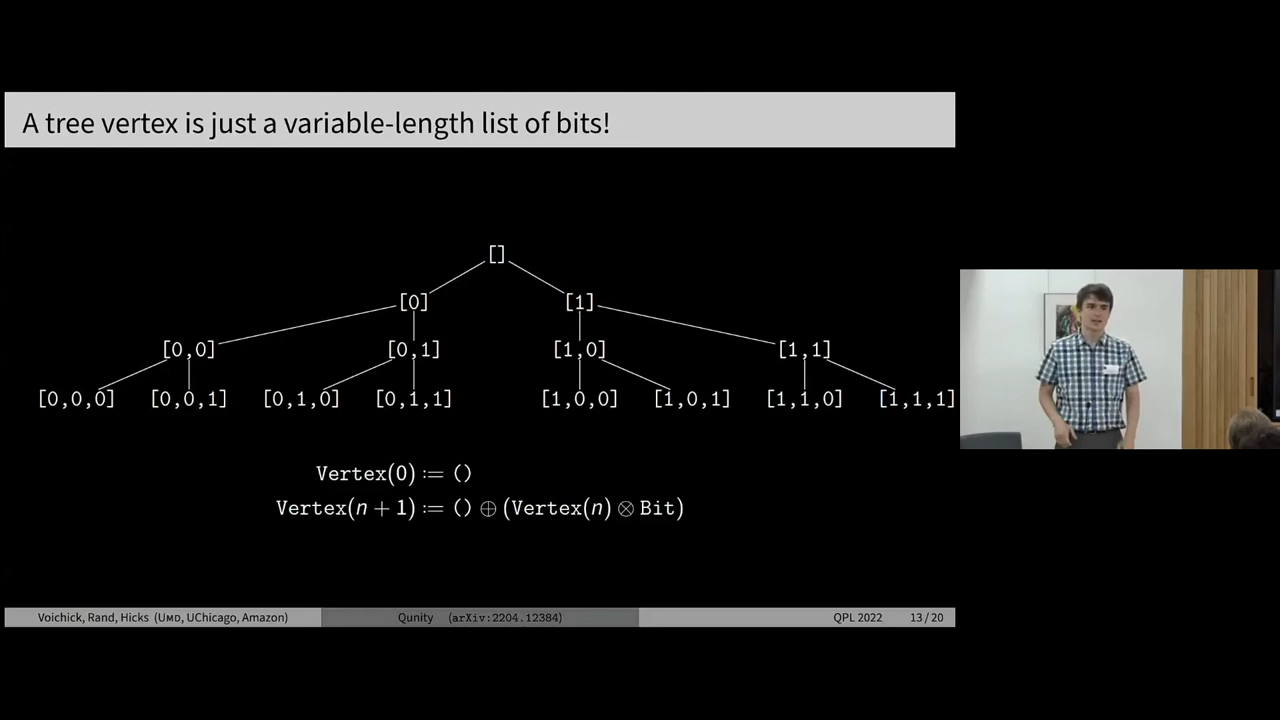 A tree vertex is just a variable-length list of bits!
[]
[0] [1]
[0,0] [0,1] [1,0] [1,1]
[0,0,0] [0,0,1] [0,1,0] [0,1,1] [1,0,0] [1,0,1] [1,1,0] [1,1,1]
Vertex(0) := ()
Vertex(n + 1) := () ⊕ (Vertex(n) ⊗ Bit)
Voichick, Rand, Hicks (UMD, UChicago, Amazon) Qunity (arXiv:2204.12384) QPL 2022 13 / 20